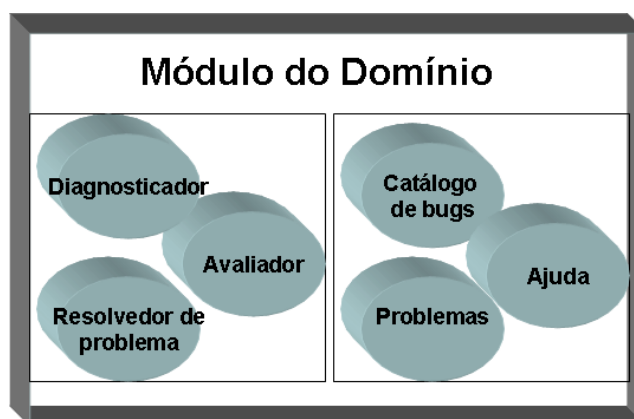 Módulo do Domínio
Diagnosticador
Avaliador
Resolvedor de
problema
Catálogo
de bugs
Ajuda
Problemas